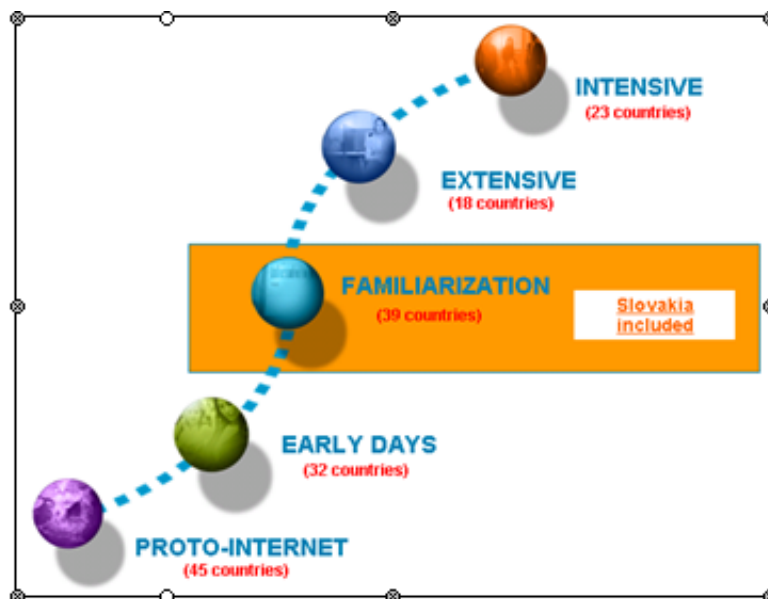 INTENSIVE
(23 countries)
EXTENSIVE
(18 countries)
FAMILIARIZATION
(39 countries)
Slovakia
included
EARLY DAYS
(32 countries)
PROTO-INTERNET
(45 countries)